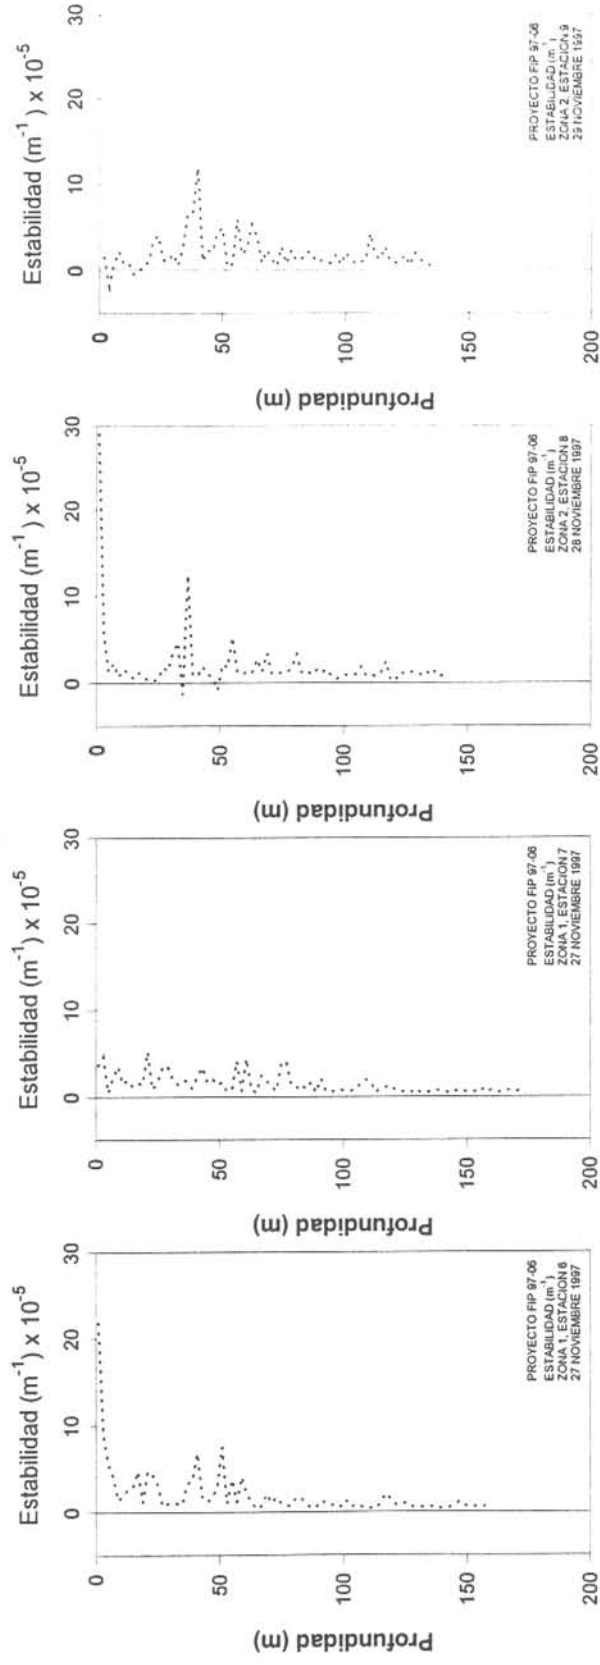 Estabilidad (m⁻¹) x 10⁻⁵
0 10 20 30
0
50
100
150
200
Profundidad (m)
PROYECTO FIP 97-06
ESTABILIDAD (m⁻¹)
ZONA 1, ESTACION 6
27 NOVIEMBRE 1997
Estabilidad (m⁻¹) x 10⁻⁵
0 10 20 30
0
50
100
150
200
Profundidad (m)
PROYECTO FIP 97-06
ESTABILIDAD (m⁻¹)
ZONA 1, ESTACION 7
27 NOVIEMBRE 1997
Estabilidad (m⁻¹) x 10⁻⁵
0 10 20 30
0
50
100
150
200
Profundidad (m)
PROYECTO FIP 97-06
ESTABILIDAD (m⁻¹)
ZONA 2, ESTACION 8
28 NOVIEMBRE 1997
Estabilidad (m⁻¹) x 10⁻⁵
0 10 20 30
0
50
100
150
200
Profundidad (m)
PROYECTO FIP 97-06
ESTABILIDAD (m⁻¹)
ZONA 2, ESTACION 9
29 NOVIEMBRE 1997